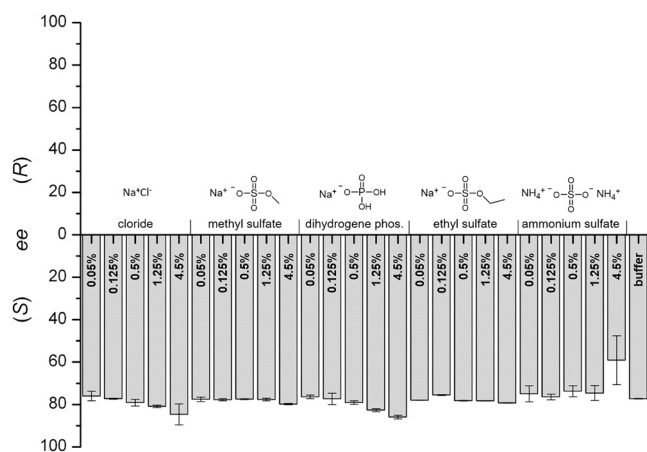 100
80
60
40
20
0
20
40
60
80
100
ee
(R)
(S)
Na⁺Cl⁻
Na⁺ ⁻O-S-O
O
O
Na⁺ ⁻O-P-OH
O
OH
Na⁺ ⁻O-S-O
O
O
NH₄⁺⁻O-S-O⁻ NH₄⁺
O
O
cloride
methyl sulfate
dihydrogene phos.
ethyl sulfate
ammonium sulfate
0.05%
0.125%
0.5%
1.25%
4.5%
0.05%
0.125%
0.5%
1.25%
4.5%
0.05%
0.125%
0.5%
1.25%
4.5%
0.05%
0.125%
0.5%
1.25%
4.5%
0.05%
0.125%
0.5%
1.25%
4.5%
buffer